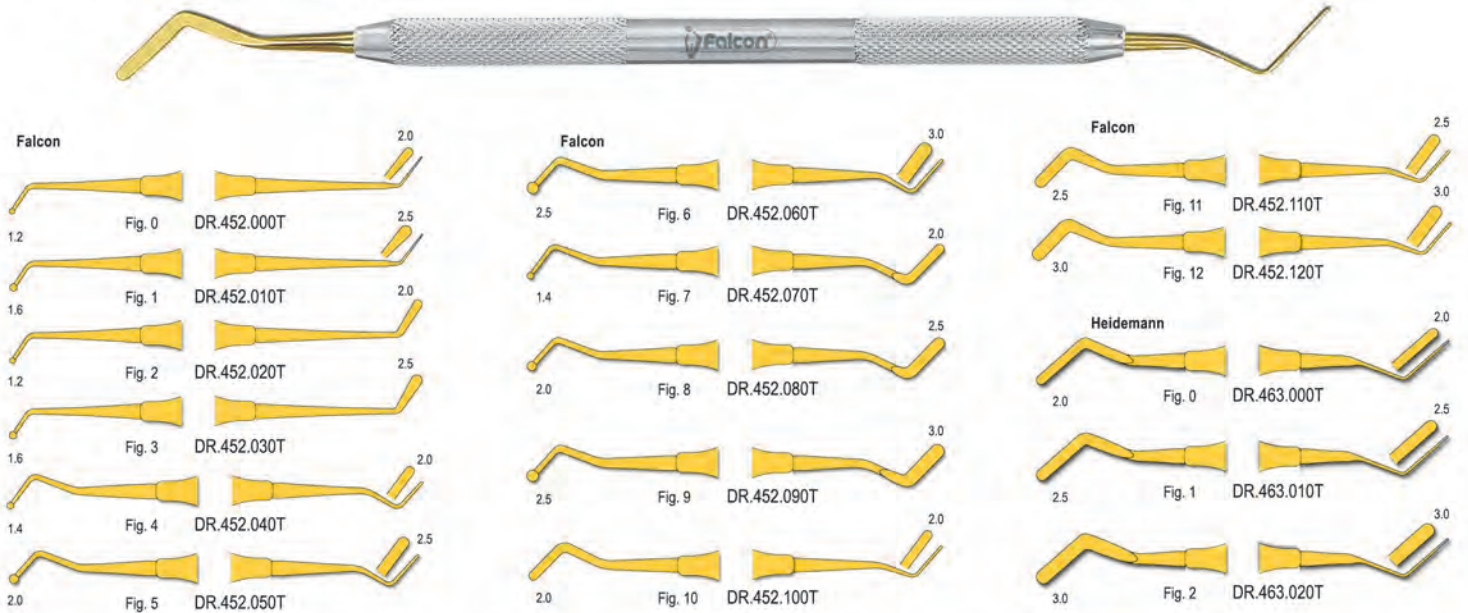 Falcon
Falcon
2.0
1.2
Fig. 0 DR.452.000T
2.5
1.6
Fig. 1 DR.452.010T
2.0
1.2
Fig. 2 DR.452.020T
2.5
1.6
Fig. 3 DR.452.030T
2.0
1.4
Fig. 4 DR.452.040T
2.5
2.0
Fig. 5 DR.452.050T
Falcon
3.0
2.5
Fig. 6 DR.452.060T
2.0
1.4
Fig. 7 DR.452.070T
2.5
2.0
Fig. 8 DR.452.080T
3.0
2.5
Fig. 9 DR.452.090T
2.0
2.0
Fig. 10 DR.452.100T
Falcon
2.5
2.5
Fig. 11 DR.452.110T
3.0
3.0
Fig. 12 DR.452.120T
Heidemann
2.0
2.0
Fig. 0 DR.463.000T
2.5
2.5
Fig. 1 DR.463.010T
3.0
3.0
Fig. 2 DR.463.020T